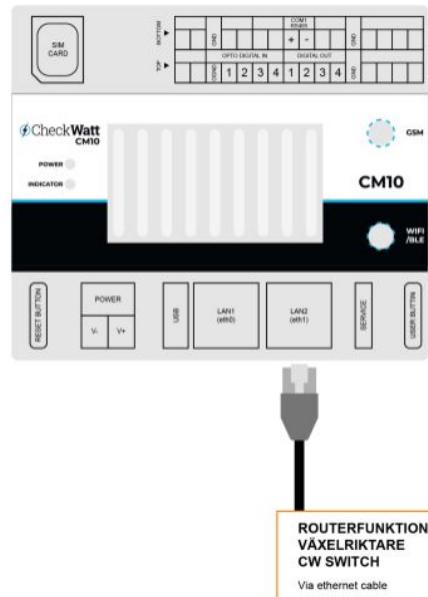 COM1
RS485
BOTTOM
GND
+ -
GND
SIM
CARD
OPTO DIGITAL IN
DIGITAL OUT
TOP
DGND
1 2 3 4 1 2 3 4
GND
CheckWatt
CM10
GSM
POWER
INDICATOR
CM10
WIFI
/BLE
RESET BUTTON
POWER
V- V+
USB
LAN1
(eth0)
LAN2
(eth1)
SERVICE
USER BUTTIN
ROUTERFUNKTION
VÄXELRIKTARE
CW SWITCH
Via ethernet cable